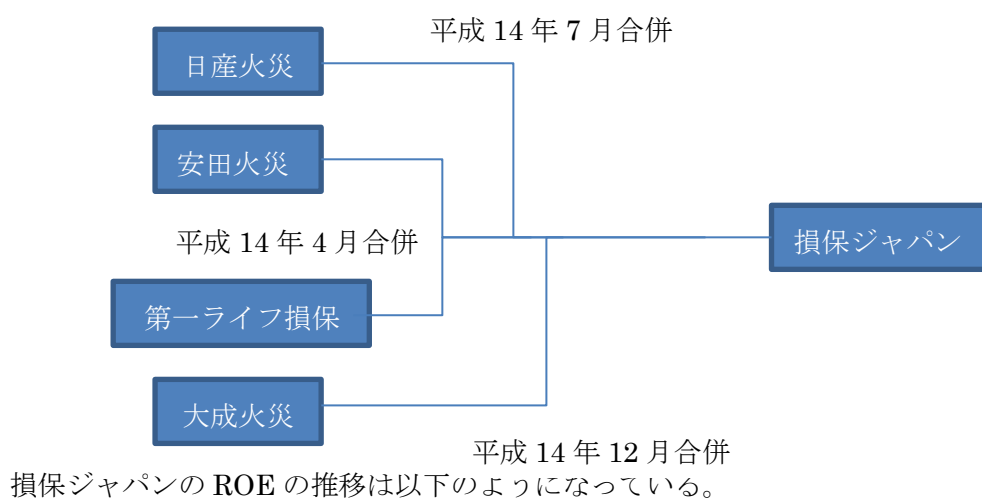 平成 14 年 7 月合併
日産火災
安田火災
平成 14 年 4 月合併
損保ジャパン
第一ライフ損保
大成火災
平成 14 年 12 月合併
損保ジャパンの ROE の推移は以下のようになっている。